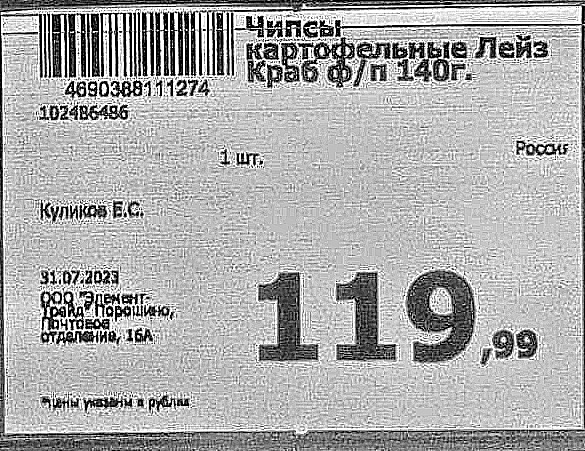 Чипсы
картофельные Лейз
Краб ф/п 140г.
4690388111274
102486486
1 шт.
Россия
Куликов Е.С.
31.07.2023
ООО "Элемент-
Трейд" Порошино,
Почтовое
отделение, 16А
119,99
*цены указаны в рублях